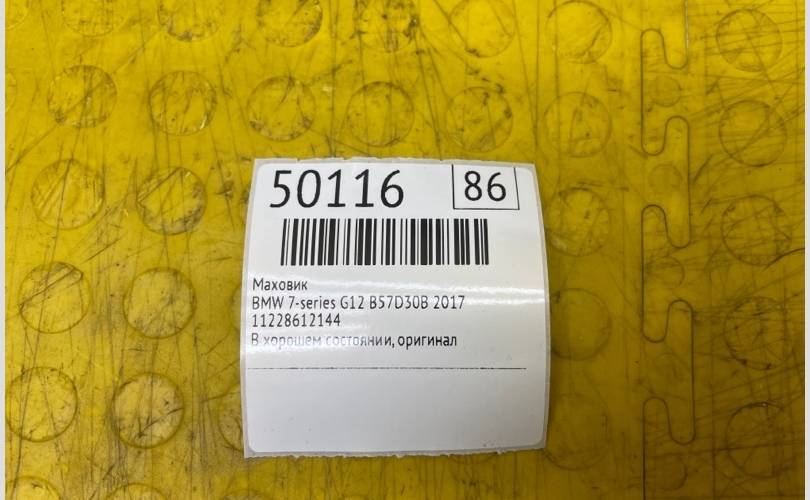 50116 86
Маховик
BMW 7-series G12 B57D30B 2017
11228612144
В хорошем состоянии, оригинал